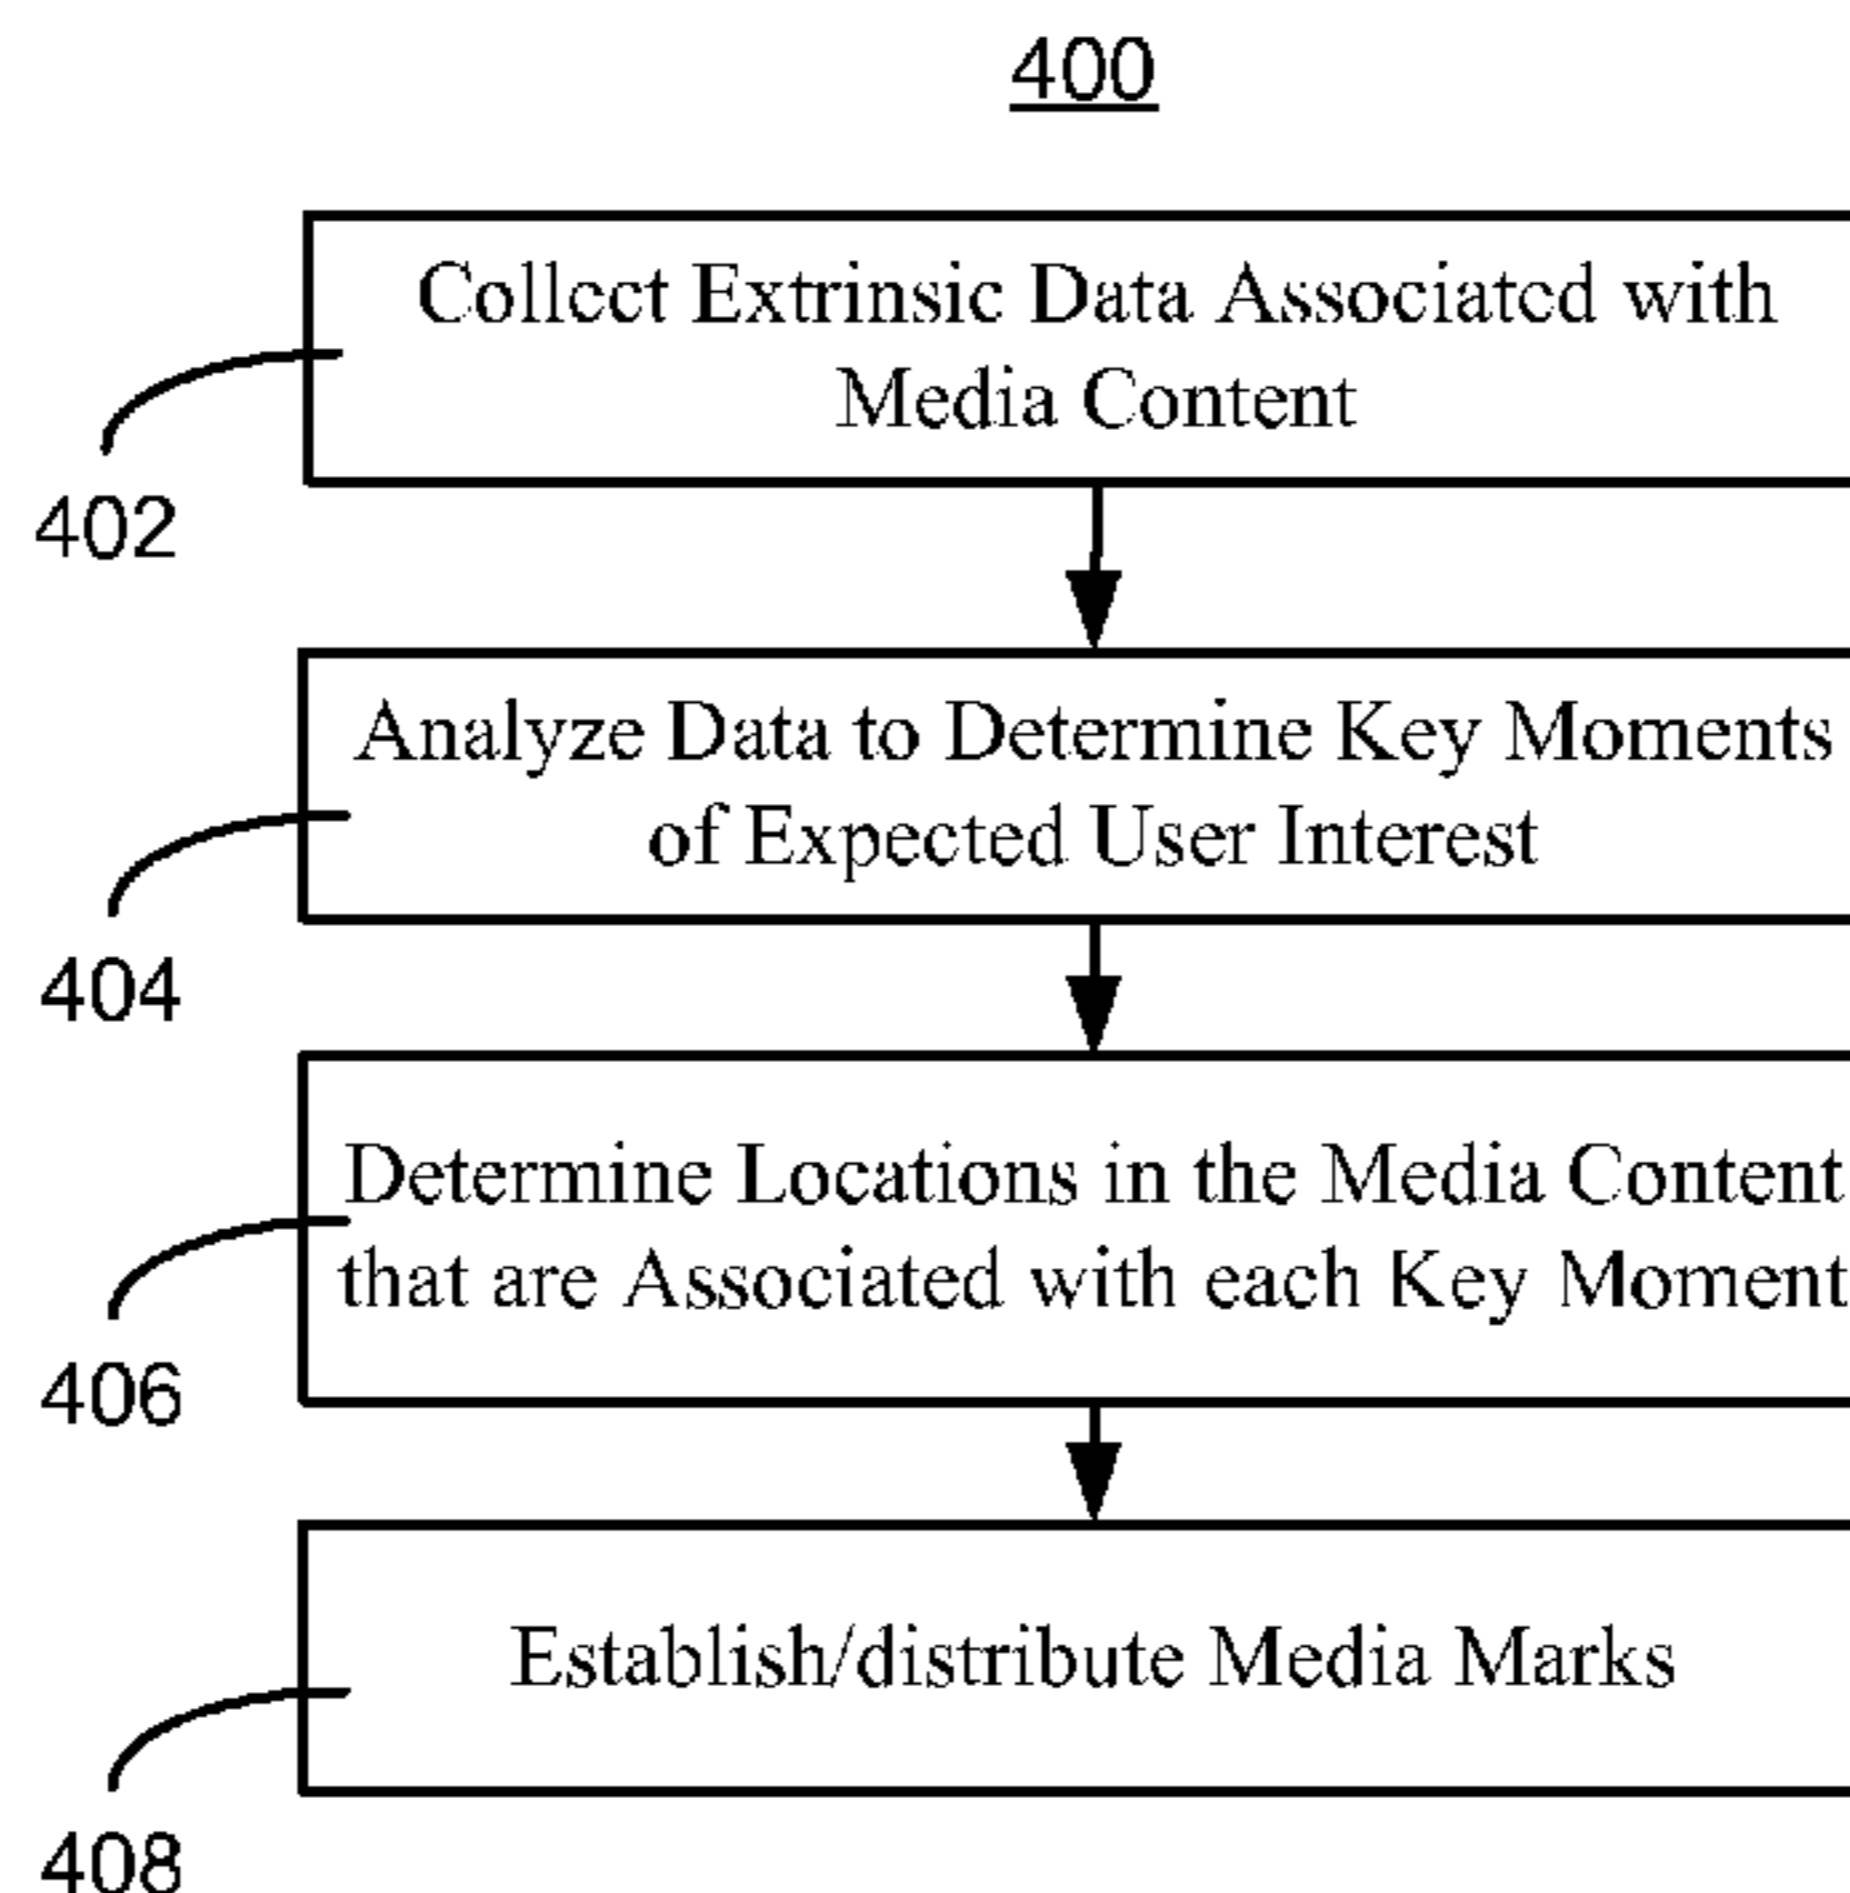 400
Collect Extrinsic Data Associated with
Media Content
402
Analyze Data to Determine Key Moments
of Expected User Interest
404
Determine Locations in the Media Content
that are Associated with each Key Moment
406
Establish/distribute Media Marks
408